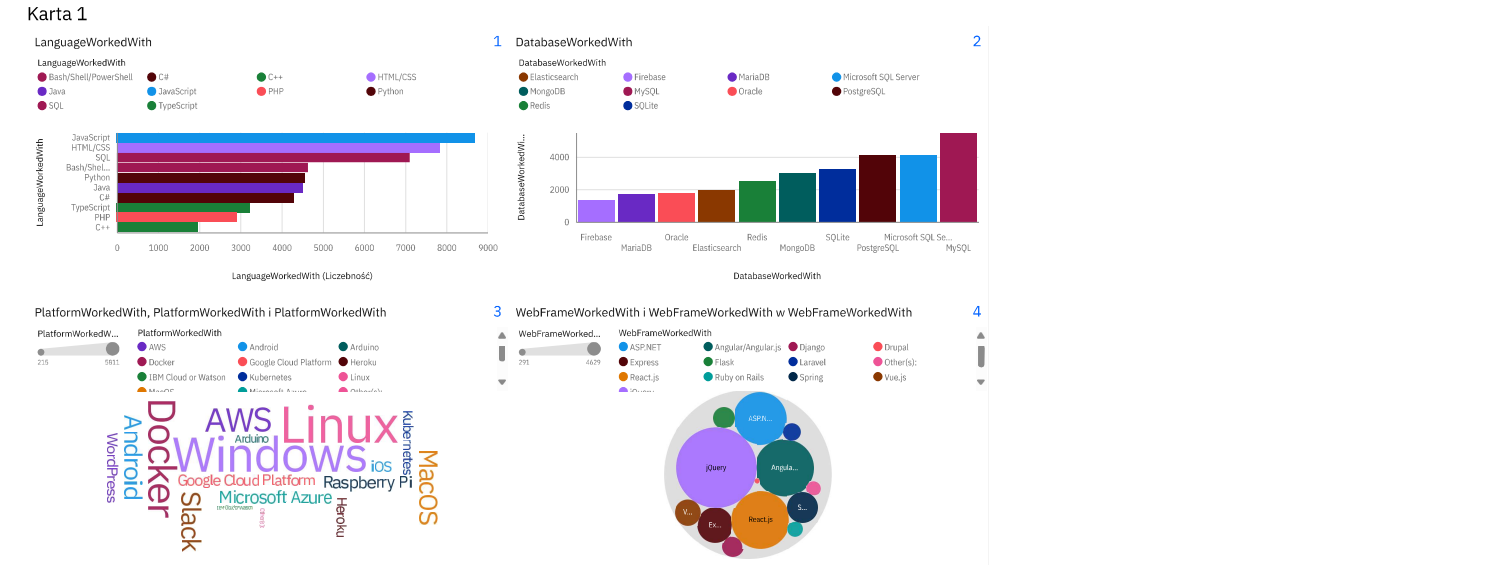 Karta 1
LanguageWorkedWith 1
LanguageWorkedWith
Bash/Shell/PowerShell C# C++ HTML/CSS
Java JavaScript PHP Python
SQL TypeScript
LanguageWorkedWith
JavaScript
HTML/CSS
SQL
Bash/Shel...
Python
Java
C#
TypeScript
PHP
C++
0 1000 2000 3000 4000 5000 6000 7000 8000 9000
LanguageWorkedWith (Liczebność)
DatabaseWorkedWith 2
DatabaseWorkedWith
Elasticsearch Firebase MariaDB Microsoft SQL Server
MongoDB MySQL Oracle PostgreSQL
Redis SQLite
DatabaseWorkedWi...
4000
2000
0
Firebase Oracle Redis SQLite Microsoft SQL Se...
MariaDB Elasticsearch MongoDB PostgreSQL MySQL
DatabaseWorkedWith
PlatformWorkedWith, PlatformWorkedWith i PlatformWorkedWith 3
PlatformWorkedW...
215 5811
PlatformWorkedWith
AWS Android Arduino
Docker Google Cloud Platform Heroku
IBM Cloud or Watson Kubernetes Linux
MacOS Microsoft Azure Other(s):
WordPress
Android
Docker
AWS
Linux
Arduino
Windows
iOS
Kubernetes
Google Cloud Platform
Raspberry Pi
Microsoft Azure
Slack
Heroku
MacOS
WebFrameWorkedWith i WebFrameWorkedWith w WebFrameWorkedWith 4
WebFrameWorked...
291 4629
WebFrameWorkedWith
ASP.NET Angular/Angular.js Django Drupal
Express Flask Laravel Other(s):
React.js Ruby on Rails Spring Vue.js
jQuery
ASP.N...
jQuery
Angula...
V...
Ex...
React.js
S...